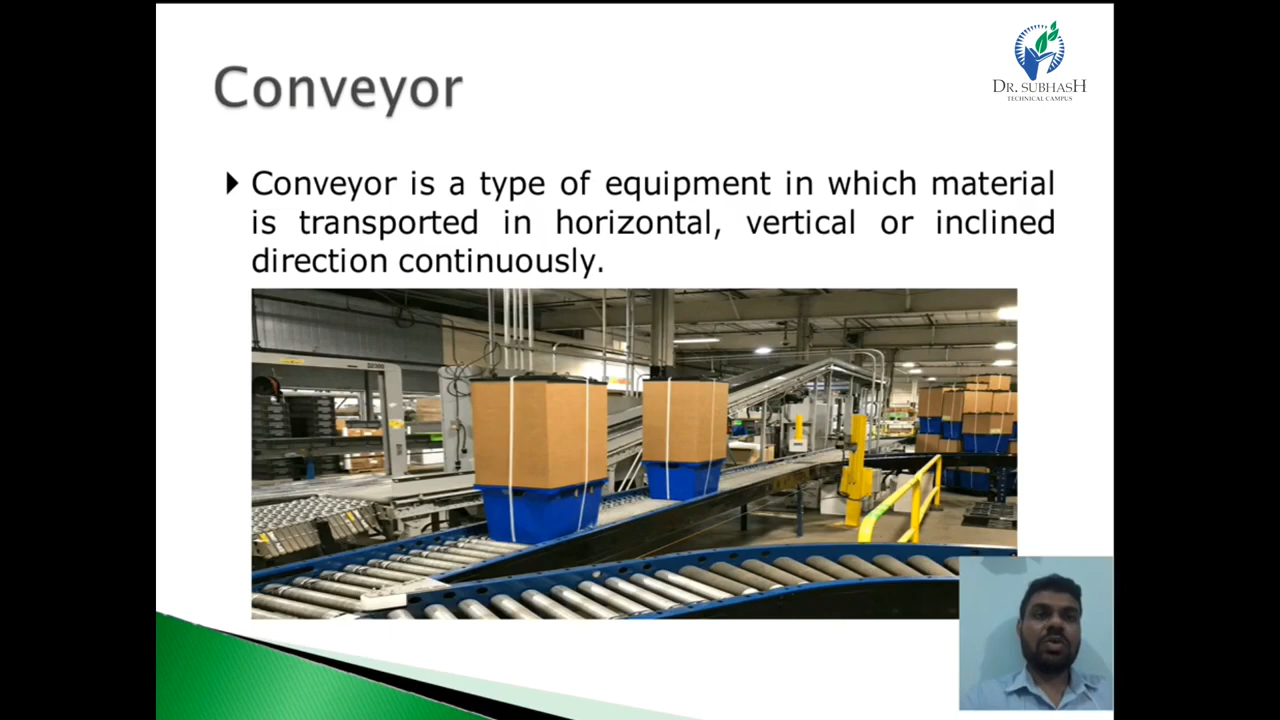 DR. SUBHASH
TECHNICAL CAMPUS
Conveyor
Conveyor is a type of equipment in which material
is transported in horizontal, vertical or inclined
direction continuously.